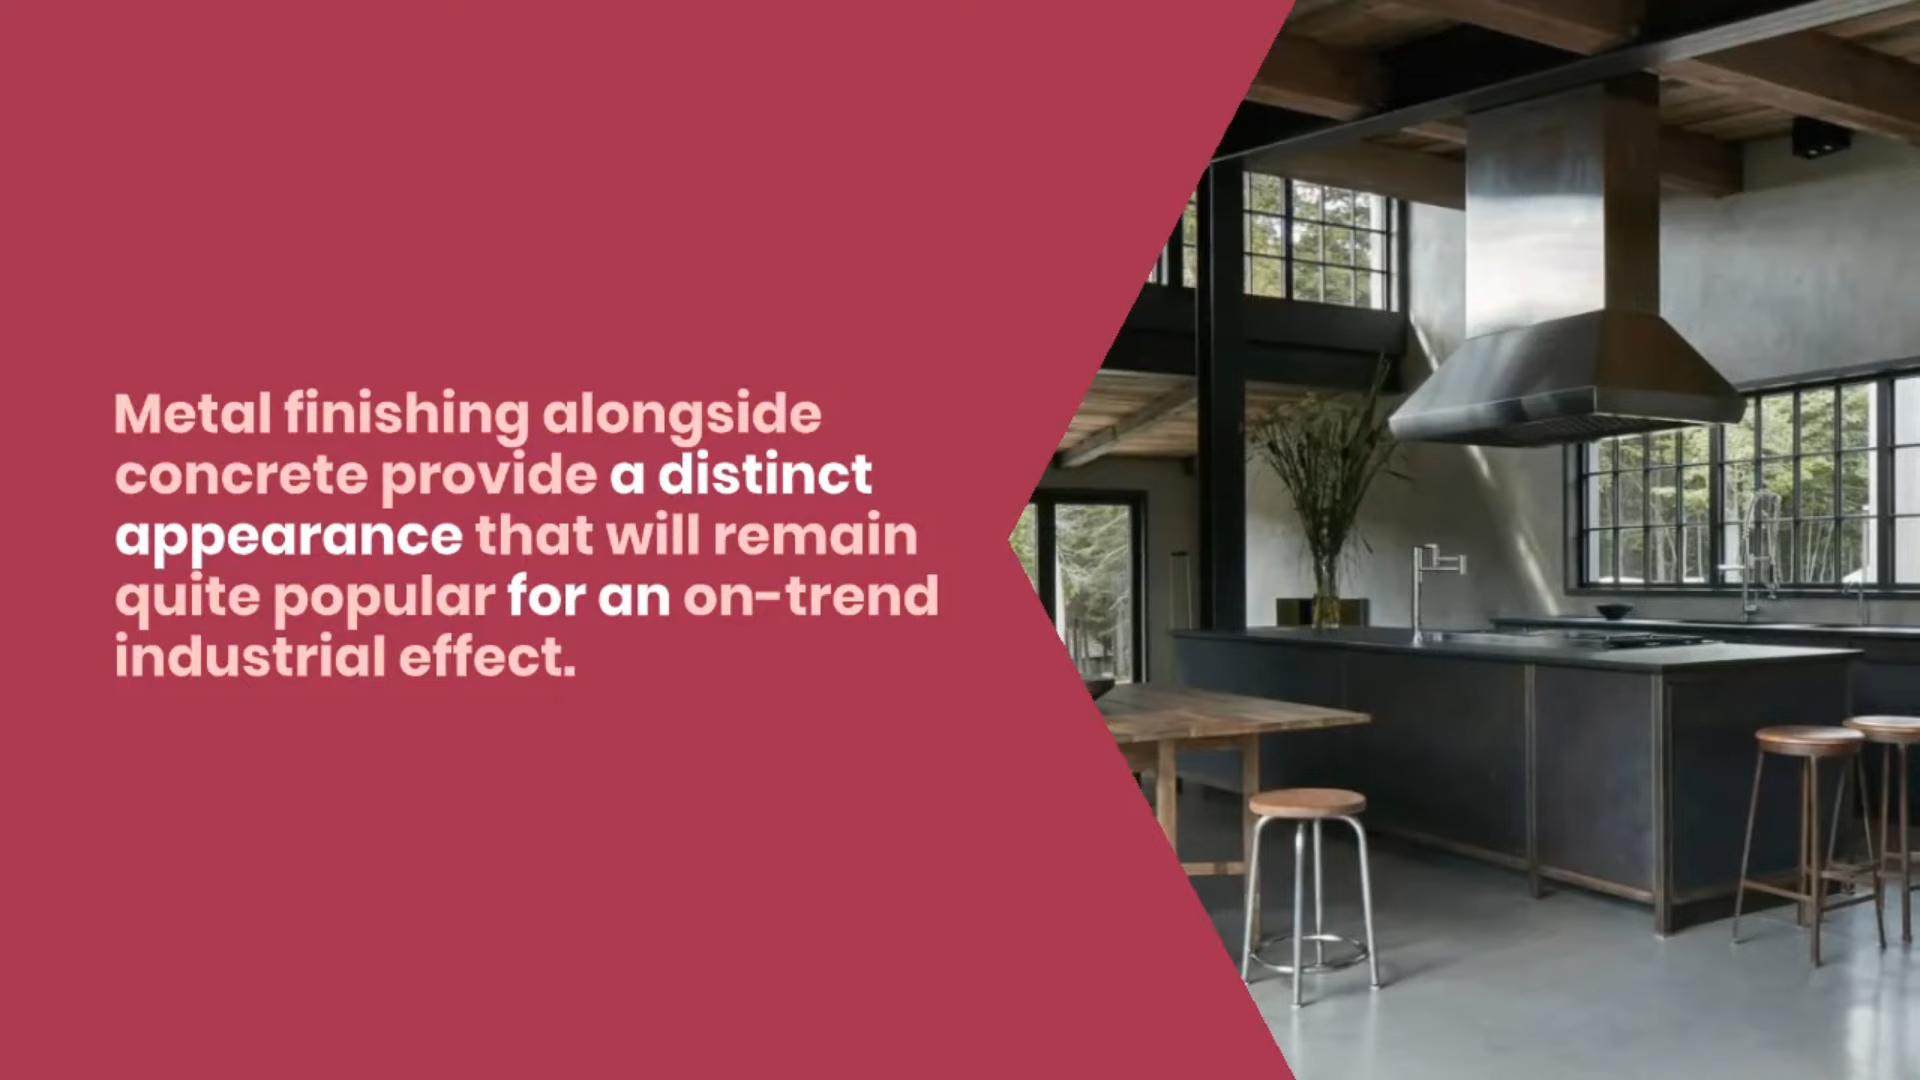 Metal finishing alongside
concrete provide a distinct
appearance that will remain
quite popular for an on-trend
industrial effect.